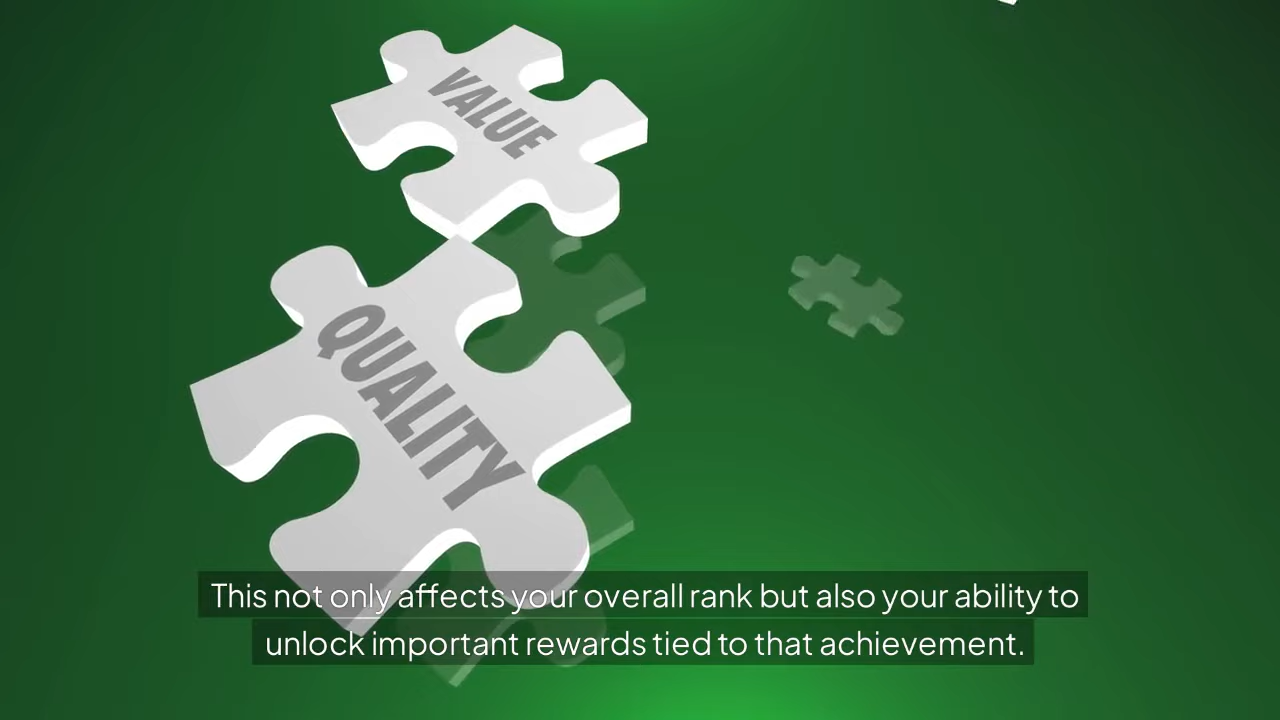 VALUE
QUALITY
This not only affects your overall rank but also your ability to
unlock important rewards tied to that achievement.